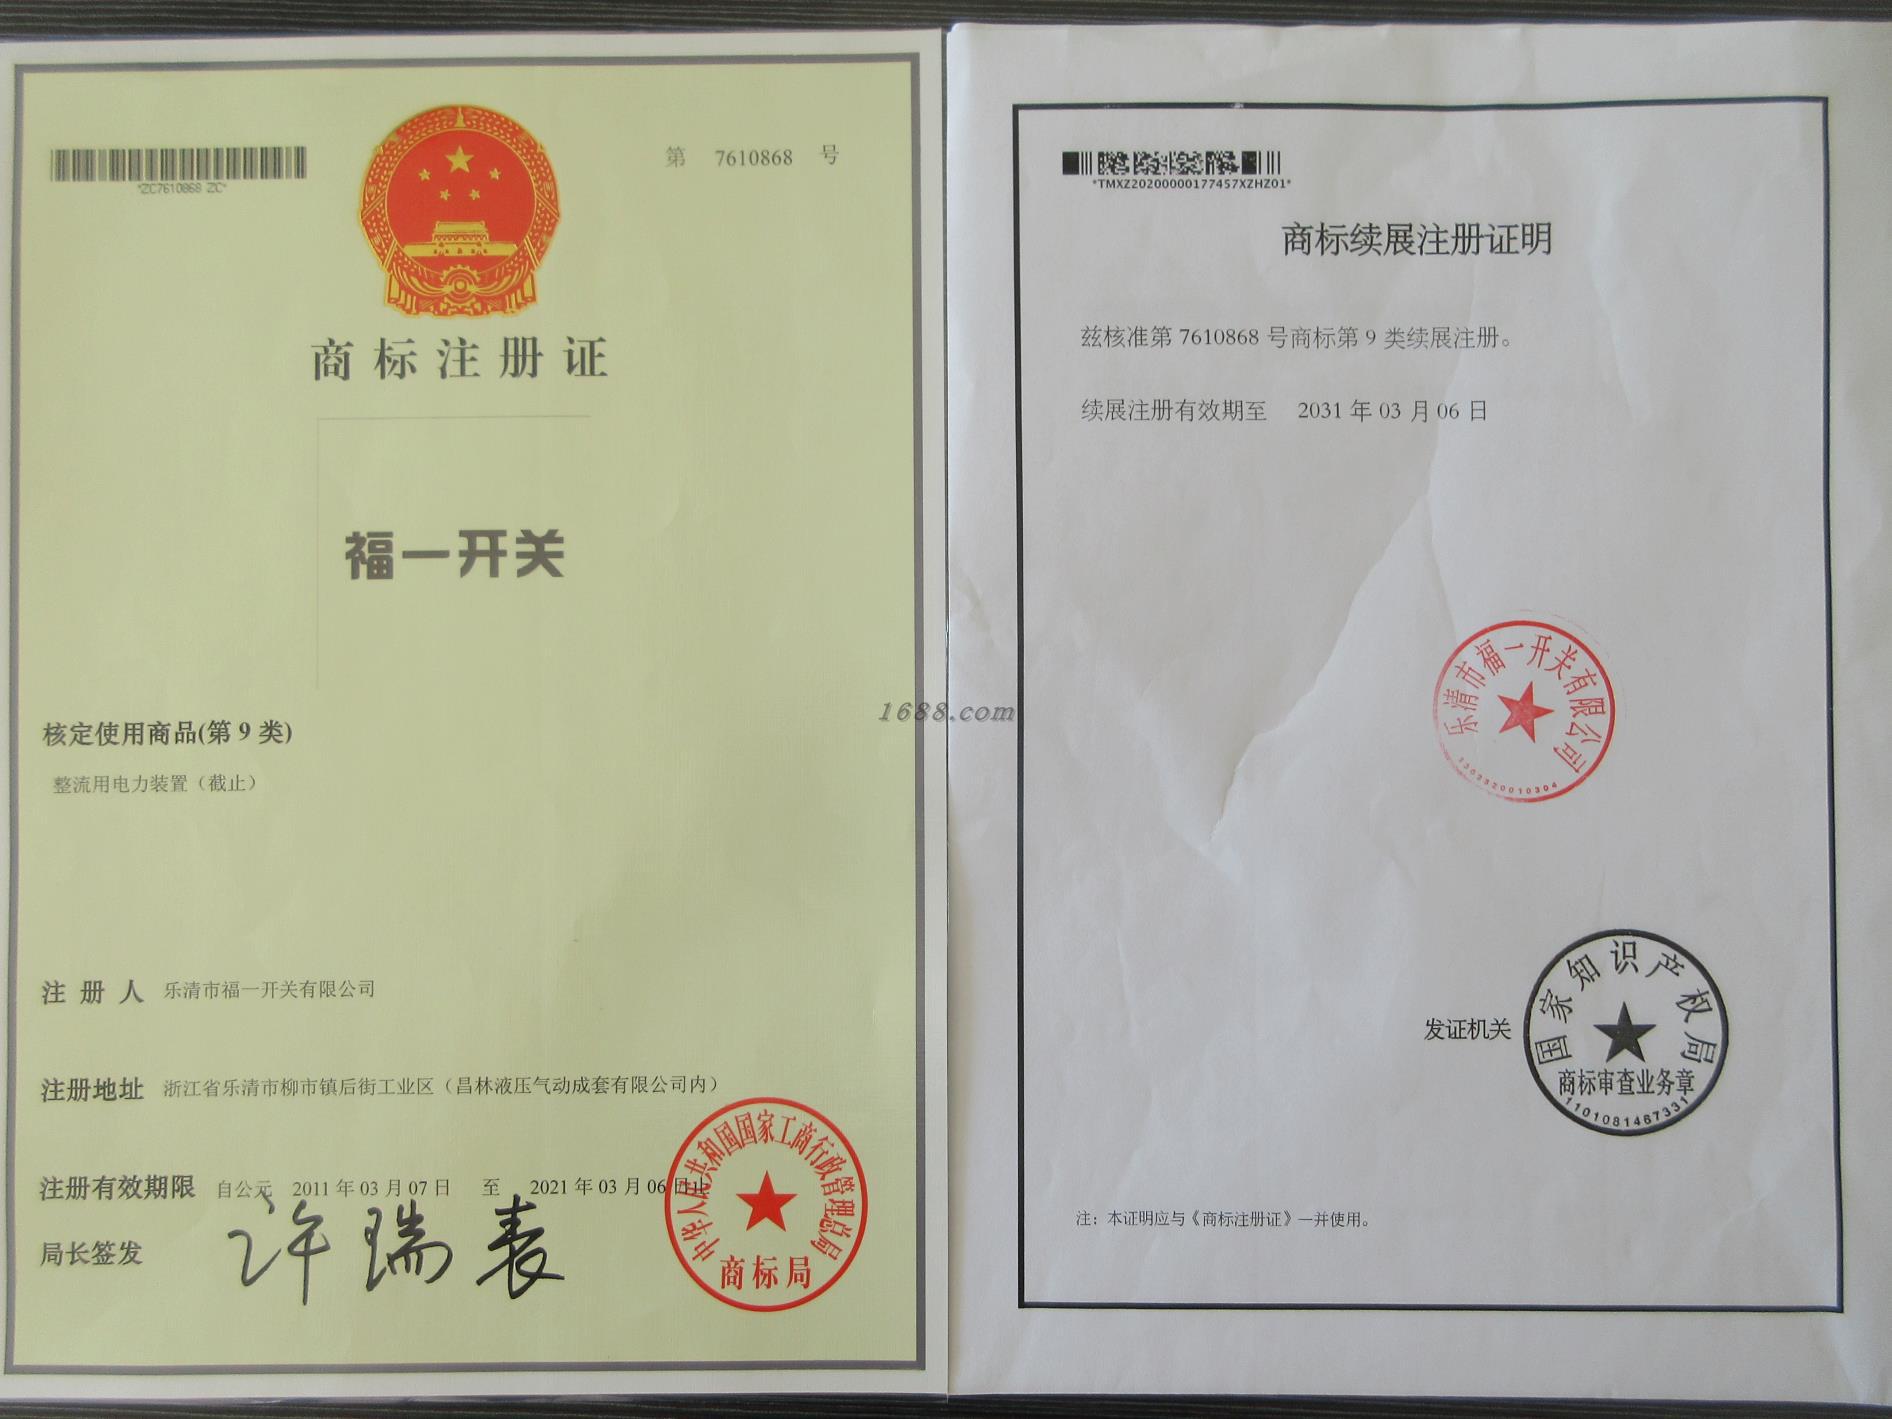 *ZC7610868 ZC*
第 7610868 号
商标注册证
福一开关
核定使用商品(第 9 类)
整流用电力装置（截止）
注册人 乐清市福一开关有限公司
注册地址 浙江省乐清市柳市镇后街工业区（昌林液压气动成套有限公司内）
注册有效期限 自公元 2011 年 03 月 07 日 至 2021 年 03 月 06 日止
局长签发 许瑞表
中华人民共和国国家工商行政管理总局
商标局
1688.com
*TMXZ20200000177457XZHZ01*
商标续展注册证明
兹核准第 7610868 号商标第 9 类续展注册。
续展注册有效期至 2031 年 03 月 06 日
乐清市福一开关有限公司
发证机关
国家知识产权局
商标审查业务章
1101081467331
注：本证明应与《商标注册证》一并使用。